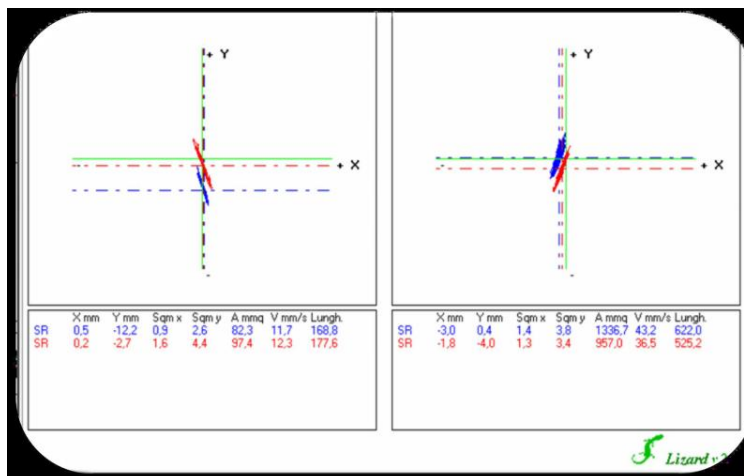 + Y
+ X
-
-
+ Y
+ X
-
-
X mm Y mm Sqm x Sqm y A mmq V mm/s Lungh.
SR 0,5 -12,2 0,9 2,6 82,3 11,7 168,8
SR 0,2 -2,7 1,6 4,4 97,4 12,3 177,6
X mm Y mm Sqm x Sqm y A mmq V mm/s Lungh.
SR -3,0 0,4 1,4 3,8 1336,7 43,2 622,0
SR -1,8 -4,0 1,3 3,4 957,0 36,5 525,2
Lizard